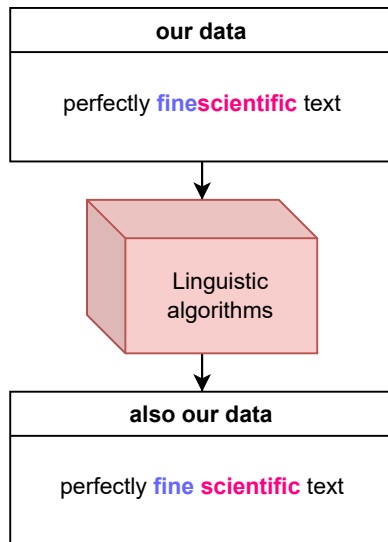 our data
perfectly finescientific text
Linguistic
algorithms
also our data
perfectly fine scientific text